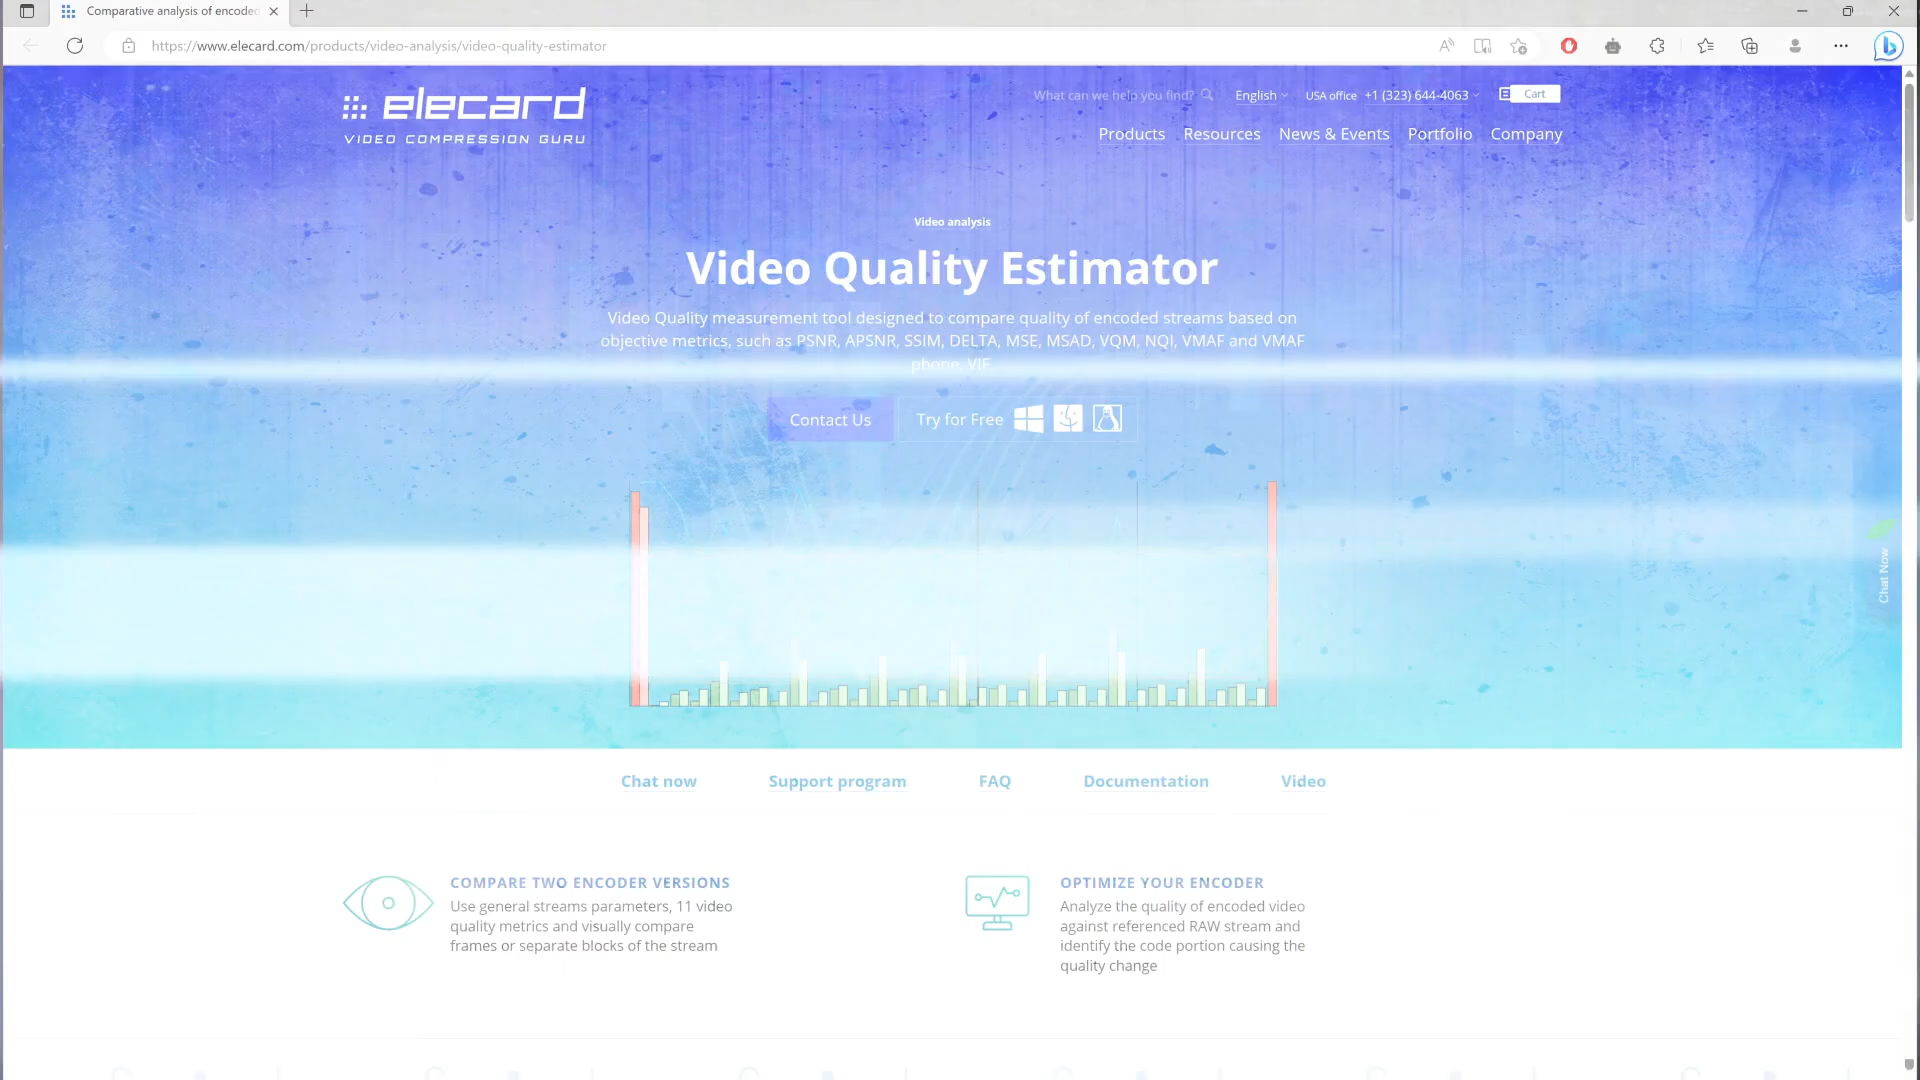 Comparative analysis of encoded
https://www.elecard.com/products/video-analysis/video-quality-estimator
elecard
VIDEO COMPRESSION GURU
What can we help you find?
English
USA office +1 (323) 644-4063
Cart
Products Resources News & Events Portfolio Company
Video analysis
Video Quality Estimator
Video Quality measurement tool designed to compare quality of encoded streams based on
objective metrics, such as PSNR, APSNR, SSIM, DELTA, MSE, MSAD, VQM, NQI, VMAF and VMAF
phone, VIF.
Contact Us
Try for Free
Chat Now
Chat now Support program FAQ Documentation Video
COMPARE TWO ENCODER VERSIONS
Use general streams parameters, 11 video
quality metrics and visually compare
frames or separate blocks of the stream
OPTIMIZE YOUR ENCODER
Analyze the quality of encoded video
against referenced RAW stream and
identify the code portion causing the
quality change